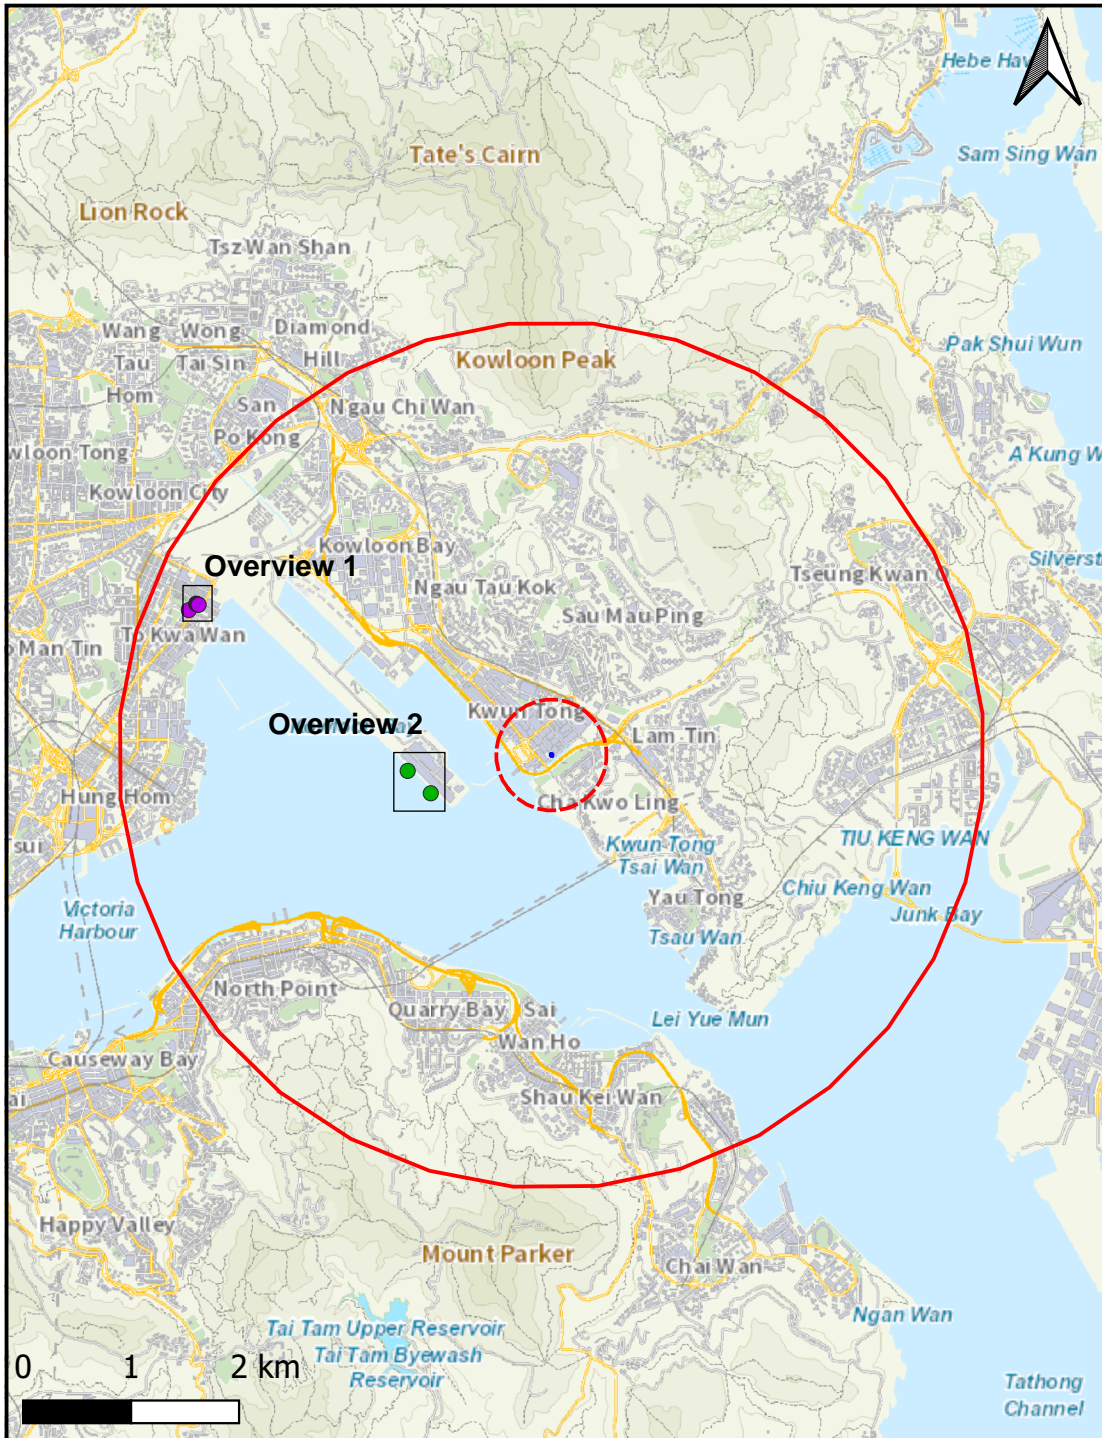 Hebe Hav
Tate's Cairn
Sam Sing Wan
Lion Rock
Tsz Wan Shan
Wang
Tau
Hom
Wong
Tai Sin
Diamond
Hill
Pak Shui Wun
Kowloon Peak
San
Po Kong
Ngau Chi Wan
wloon Tong
A Kung W
Kowloon City
Kowloon Bay
Silverst
Overview 1
Ngau Tau Kok
Tseung Kwan O
Sau Mau Ping
To Kwa Wan
o Man Tin
Overview 2
Kwun Tong
Lam Tin
Hung Hom
Cha Kwo Ling
sui
Kwun Tong
Tsai Wan
TIU KENG WAN
Chiu Keng Wan
Junk Bay
Yau Tong
Victoria
Harbour
Tsau Wan
North Point
Quarry Bay
Sai
Wan Ho
Lei Yue Mun
Causeway Bay
ai
Shau Kei Wan
Happy Valley
Mount Parker
Chai Wan
Ngan Wan
Tai Tam Upper Reservoir
Tai Tam Byewash
Reservoir
0 1 2 km
Tathong
Channel